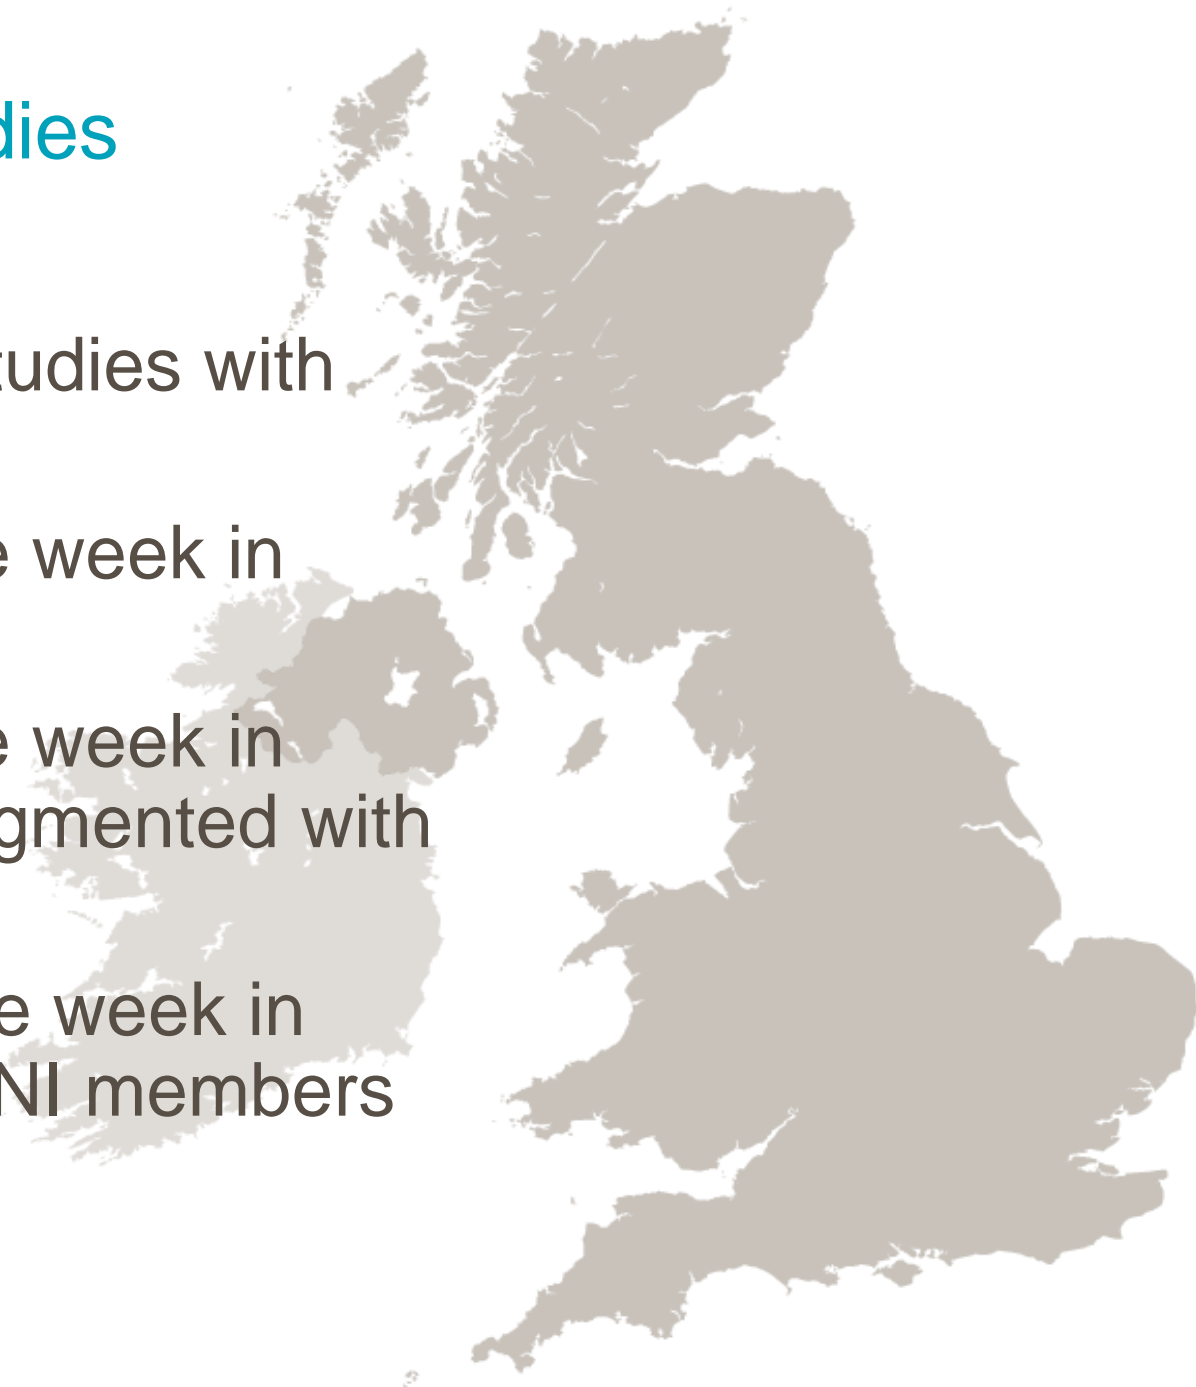 dies
tudies with
e week in
e week in
gmented with
e week in
NI members